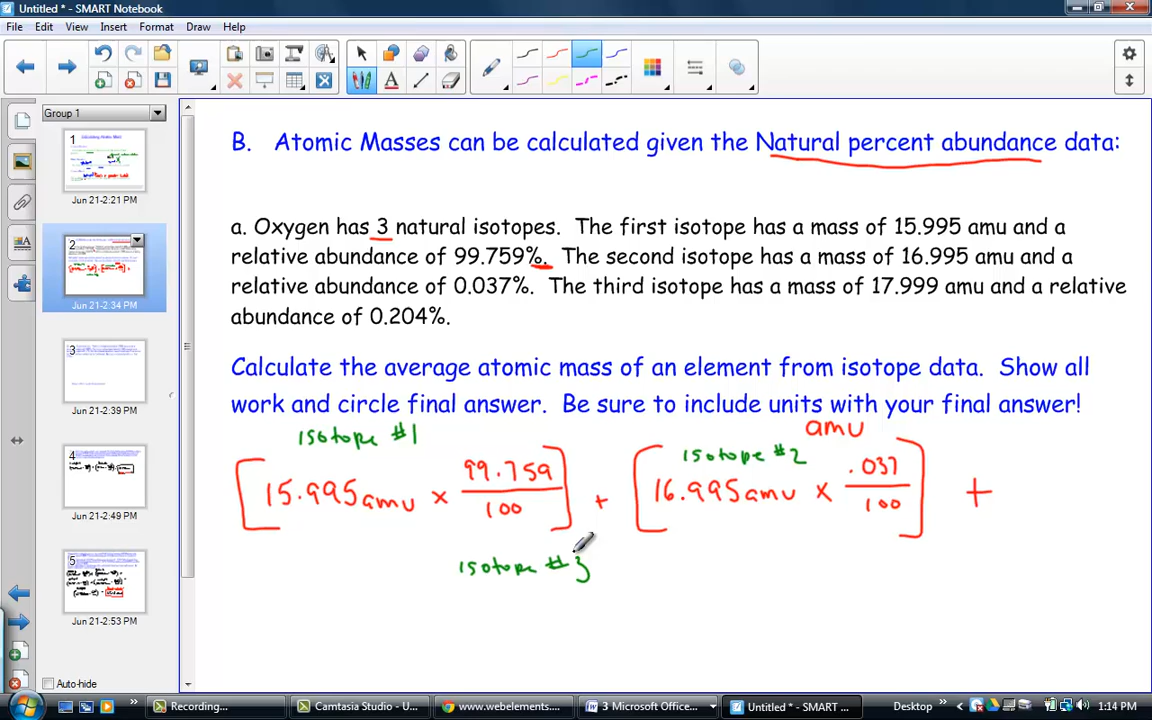 Untitled * - SMART Notebook
File Edit View Insert Format Draw Help
Group 1
1
Jun 21-2:21 PM
2
Jun 21-2:34 PM
3
Jun 21-2:39 PM
4
Jun 21-2:49 PM
5
Jun 21-2:53 PM
Auto-hide
B. Atomic Masses can be calculated given the Natural percent abundance data:
a. Oxygen has 3 natural isotopes. The first isotope has a mass of 15.995 amu and a
relative abundance of 99.759%. The second isotope has a mass of 16.995 amu and a
relative abundance of 0.037%. The third isotope has a mass of 17.999 amu and a relative
abundance of 0.204%.
Calculate the average atomic mass of an element from isotope data. Show all
work and circle final answer. Be sure to include units with your final answer!
amu
isotope #1
isotope #2
[15.995 amu × 99.759/100] + [16.995 amu × .037/100] +
isotope #3
Recording...
Camtasia Studio - U...
www.webelements....
3 Microsoft Office...
Untitled * - SMART ...
Desktop
1:14 PM